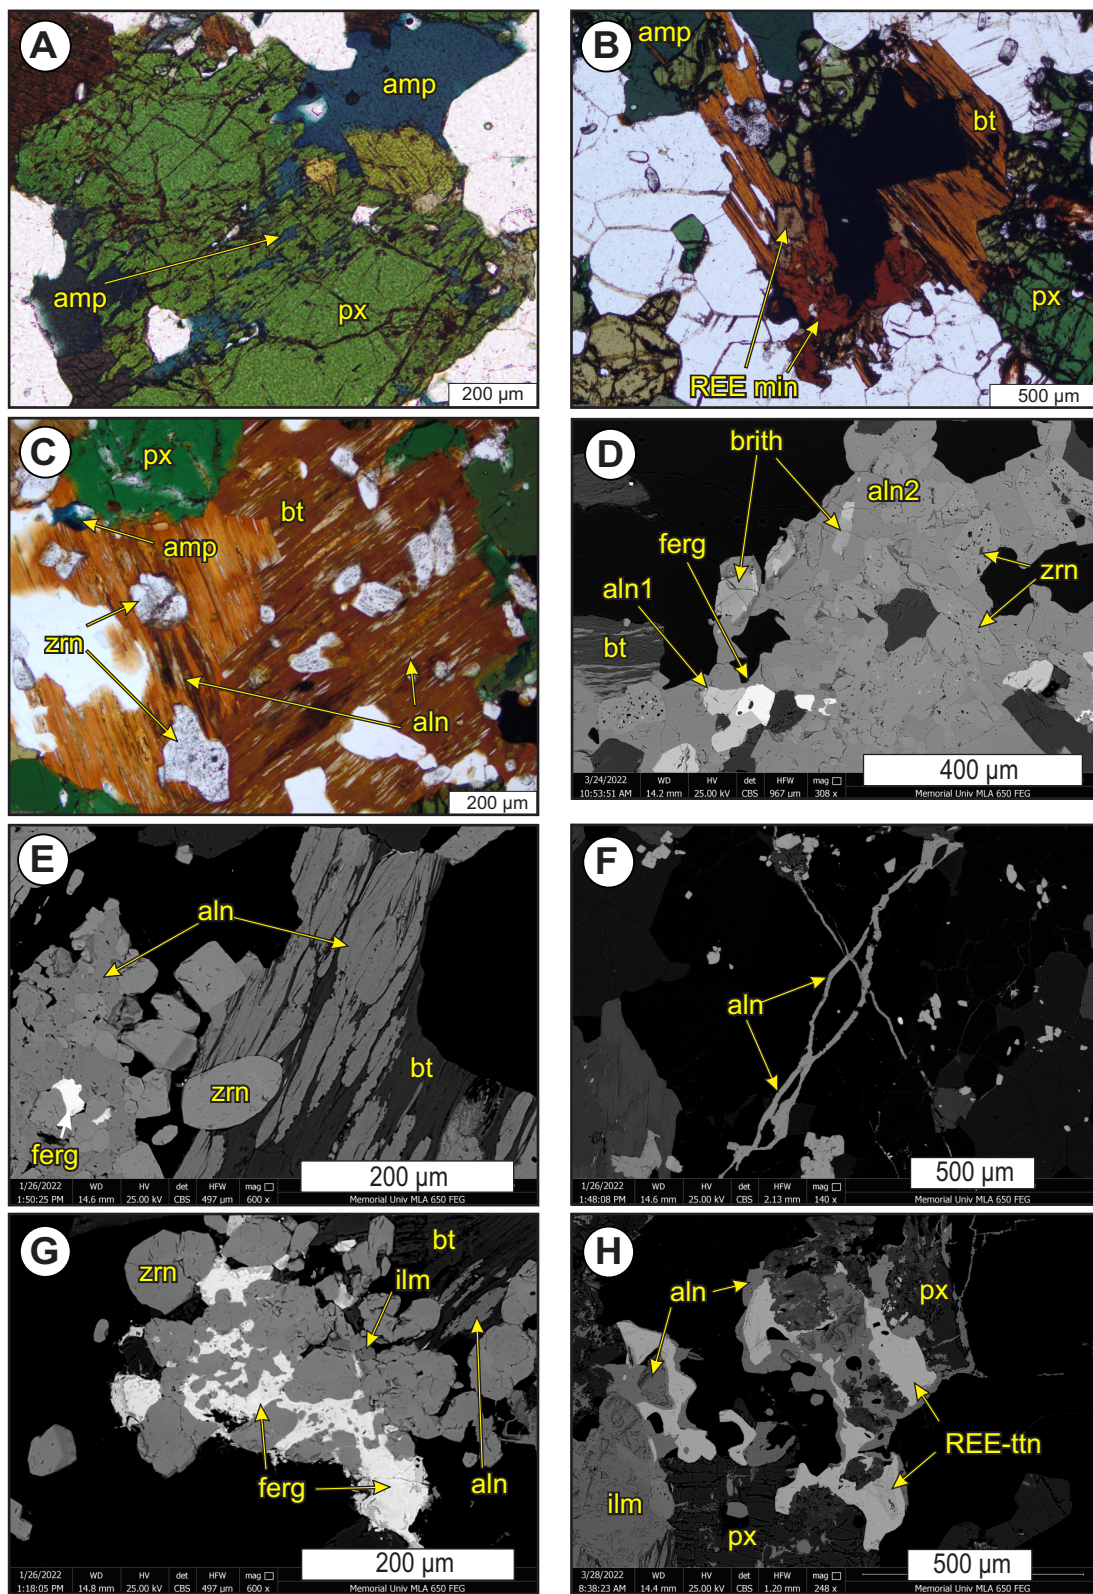 A
amp
amp
px
200 µm
B
amp
bt
px
REE min
500 µm
C
px
bt
amp
zrn
aln
200 µm
D
brith
aln2
ferg
aln1
zrn
bt
400 µm
3/24/2022 WD HV det HFW mag
10:53:51 AM 14.2 mm 25.00 kV CBS 967 µm 308 x Memorial Univ MLA 650 FEG
E
aln
bt
zrn
ferg
200 µm
1/26/2022 WD HV det HFW mag
1:50:25 PM 14.6 mm 25.00 kV CBS 497 µm 600 x Memorial Univ MLA 650 FEG
F
aln
500 µm
1/26/2022 WD HV det HFW mag
1:48:08 PM 14.6 mm 25.00 kV CBS 2.13 mm 140 x Memorial Univ MLA 650 FEG
G
bt
zrn
ilm
ferg
aln
200 µm
1/26/2022 WD HV det HFW mag
1:18:05 PM 14.8 mm 25.00 kV CBS 497 µm 600 x Memorial Univ MLA 650 FEG
H
aln
px
REE-ttn
ilm
px
500 µm
3/28/2022 WD HV det HFW mag
8:38:23 AM 14.4 mm 25.00 kV CBS 1.20 mm 248 x Memorial Univ MLA 650 FEG